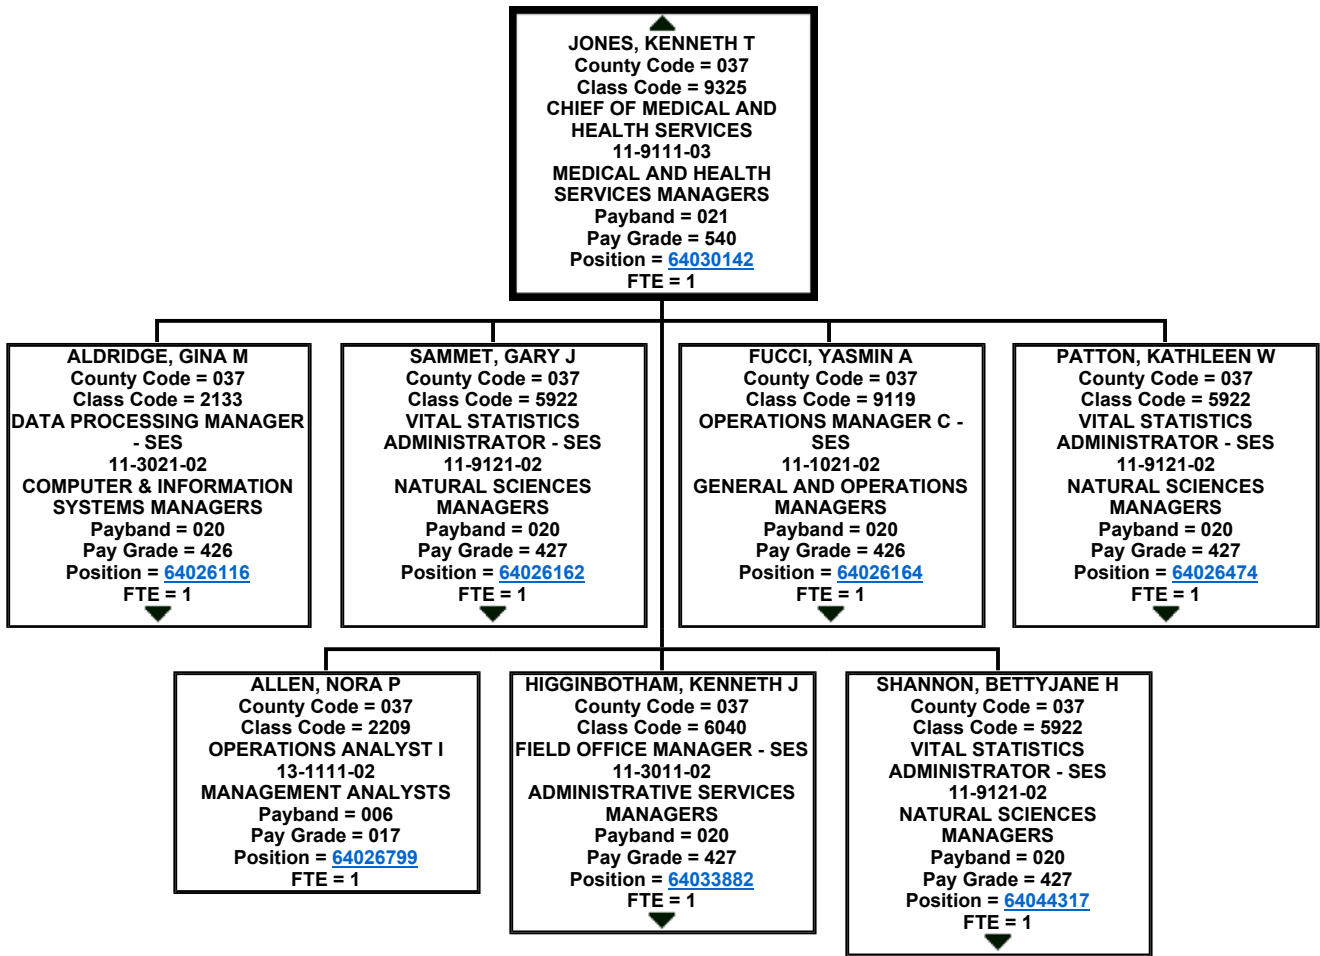 JONES, KENNETH T
County Code = 037
Class Code = 9325
CHIEF OF MEDICAL AND
HEALTH SERVICES
11-9111-03
MEDICAL AND HEALTH
SERVICES MANAGERS
Payband = 021
Pay Grade = 540
Position = 64030142
FTE = 1
ALDRIDGE, GINA M
County Code = 037
Class Code = 2133
DATA PROCESSING MANAGER
- SES
11-3021-02
COMPUTER & INFORMATION
SYSTEMS MANAGERS
Payband = 020
Pay Grade = 426
Position = 64026116
FTE = 1
SAMMET, GARY J
County Code = 037
Class Code = 5922
VITAL STATISTICS
ADMINISTRATOR - SES
11-9121-02
NATURAL SCIENCES
MANAGERS
Payband = 020
Pay Grade = 427
Position = 64026162
FTE = 1
FUCCI, YASMIN A
County Code = 037
Class Code = 9119
OPERATIONS MANAGER C -
SES
11-1021-02
GENERAL AND OPERATIONS
MANAGERS
Payband = 020
Pay Grade = 426
Position = 64026164
FTE = 1
PATTON, KATHLEEN W
County Code = 037
Class Code = 5922
VITAL STATISTICS
ADMINISTRATOR - SES
11-9121-02
NATURAL SCIENCES
MANAGERS
Payband = 020
Pay Grade = 427
Position = 64026474
FTE = 1
ALLEN, NORA P
County Code = 037
Class Code = 2209
OPERATIONS ANALYST I
13-1111-02
MANAGEMENT ANALYSTS
Payband = 006
Pay Grade = 017
Position = 64026799
FTE = 1
HIGGINBOTHAM, KENNETH J
County Code = 037
Class Code = 6040
FIELD OFFICE MANAGER - SES
11-3011-02
ADMINISTRATIVE SERVICES
MANAGERS
Payband = 020
Pay Grade = 427
Position = 64033882
FTE = 1
SHANNON, BETTYJANE H
County Code = 037
Class Code = 5922
VITAL STATISTICS
ADMINISTRATOR - SES
11-9121-02
NATURAL SCIENCES
MANAGERS
Payband = 020
Pay Grade = 427
Position = 64044317
FTE = 1